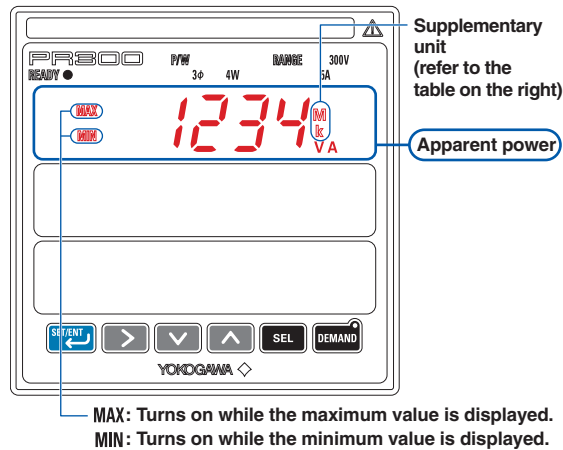 Supplementary
unit
(refer to the
table on the right)
PR300 P/W RANGE 300V
READY 3φ 4W 5A
MAX 1234 M
MIN k
VA
Apparent power
SET/ENT SEL DEMAND
YOKOGAWA
MAX: Turns on while the maximum value is displayed.
MIN: Turns on while the minimum value is displayed.